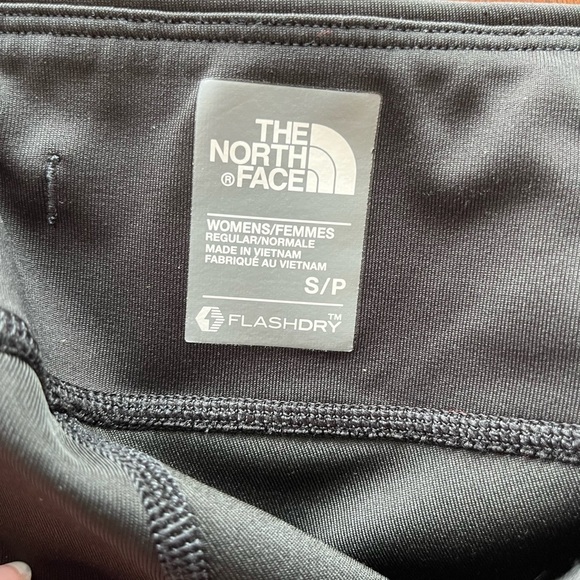 THE
NORTH
® FACE
WOMENS/FEMMES
REGULAR/NORMALE
MADE IN VIETNAM
FABRIQUÉ AU VIETNAM
S/P
FLASHDRY™